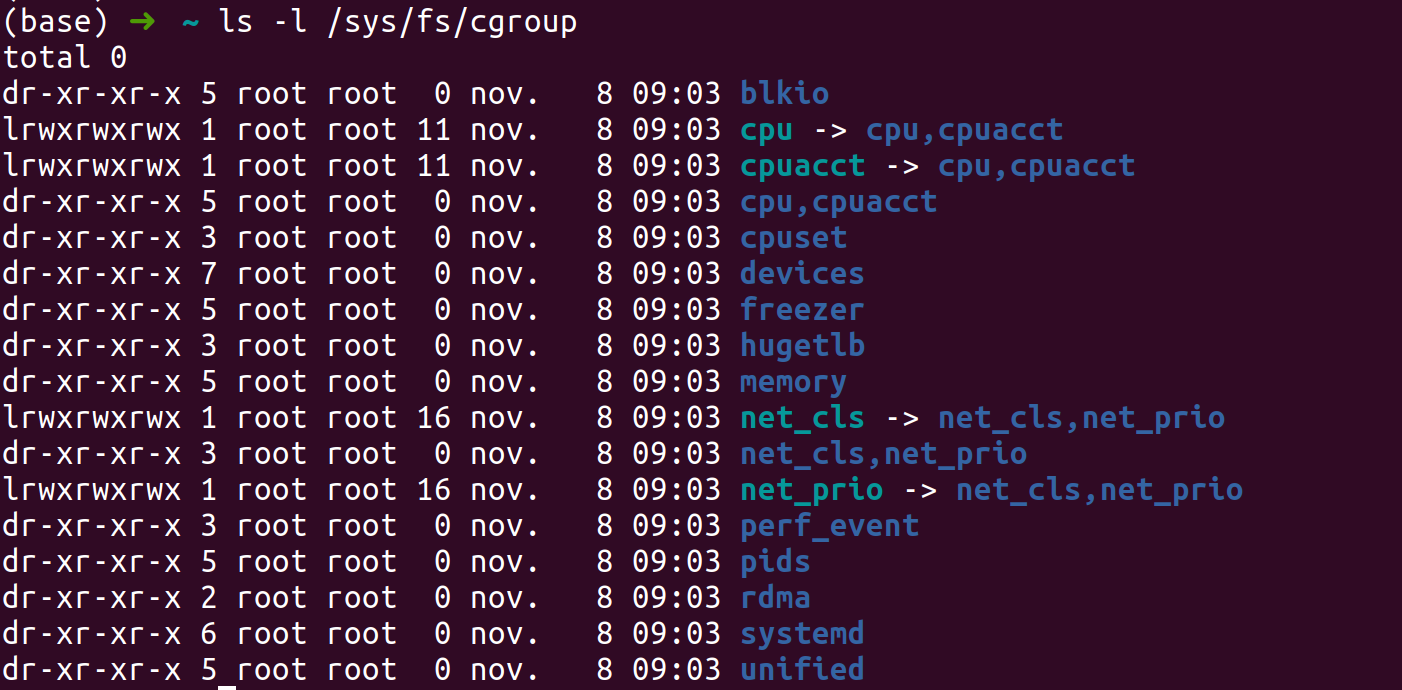 (base) ➜ ~ ls -l /sys/fs/cgroup
total 0
dr-xr-xr-x 5 root root  0 nov.   8 09:03 blkio
lrwxrwxrwx 1 root root 11 nov.   8 09:03 cpu -> cpu,cpuacct
lrwxrwxrwx 1 root root 11 nov.   8 09:03 cpuacct -> cpu,cpuacct
dr-xr-xr-x 5 root root  0 nov.   8 09:03 cpu,cpuacct
dr-xr-xr-x 3 root root  0 nov.   8 09:03 cpuset
dr-xr-xr-x 7 root root  0 nov.   8 09:03 devices
dr-xr-xr-x 5 root root  0 nov.   8 09:03 freezer
dr-xr-xr-x 3 root root  0 nov.   8 09:03 hugetlb
dr-xr-xr-x 5 root root  0 nov.   8 09:03 memory
lrwxrwxrwx 1 root root 16 nov.   8 09:03 net_cls -> net_cls,net_prio
dr-xr-xr-x 3 root root  0 nov.   8 09:03 net_cls,net_prio
lrwxrwxrwx 1 root root 16 nov.   8 09:03 net_prio -> net_cls,net_prio
dr-xr-xr-x 3 root root  0 nov.   8 09:03 perf_event
dr-xr-xr-x 5 root root  0 nov.   8 09:03 pids
dr-xr-xr-x 2 root root  0 nov.   8 09:03 rdma
dr-xr-xr-x 6 root root  0 nov.   8 09:03 systemd
dr-xr-xr-x 5 root root  0 nov.   8 09:03 unified